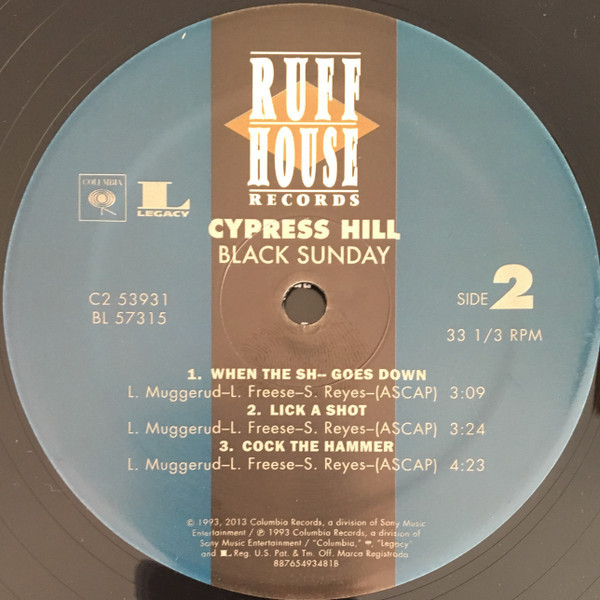 RUFF
HOUSE
RECORDS
COLUMBIA
L
LEGACY
CYPRESS HILL
BLACK SUNDAY
C2 53931
BL 57315
SIDE 2
33 1/3 RPM
1. WHEN THE SH-- GOES DOWN
L. Muggerud–L. Freese–S. Reyes–(ASCAP) 3:09
2. LICK A SHOT
L. Muggerud–L. Freese–S. Reyes–(ASCAP) 3:24
3. COCK THE HAMMER
L. Muggerud–L. Freese–S. Reyes–(ASCAP) 4:23
© 1993, 2013 Columbia Records, a division of Sony Music
Entertainment / ℗ 1993 Columbia Records, a division of
Sony Music Entertainment / "Columbia," "Legacy"
and L Reg. U.S. Pat. & Tm. Off. Marca Registrada
88765493481B